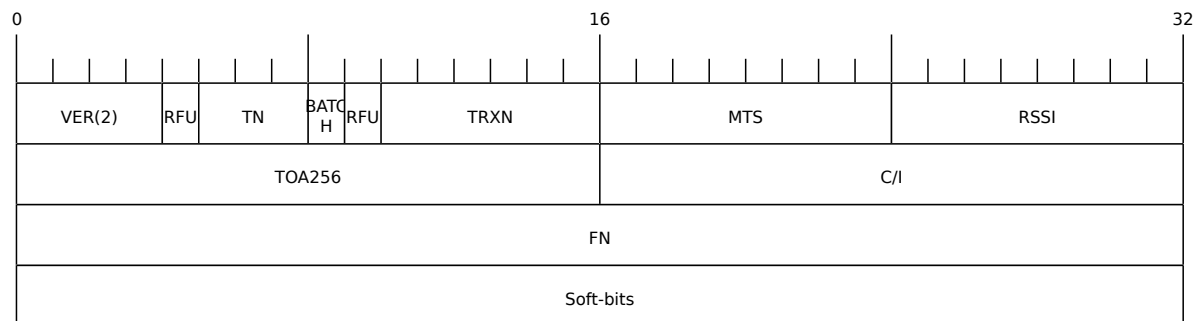 0 16 32
VER(2) RFU TN BATC RFU TRXN MTS RSSI
H
TOA256 C/I
FN
Soft-bits